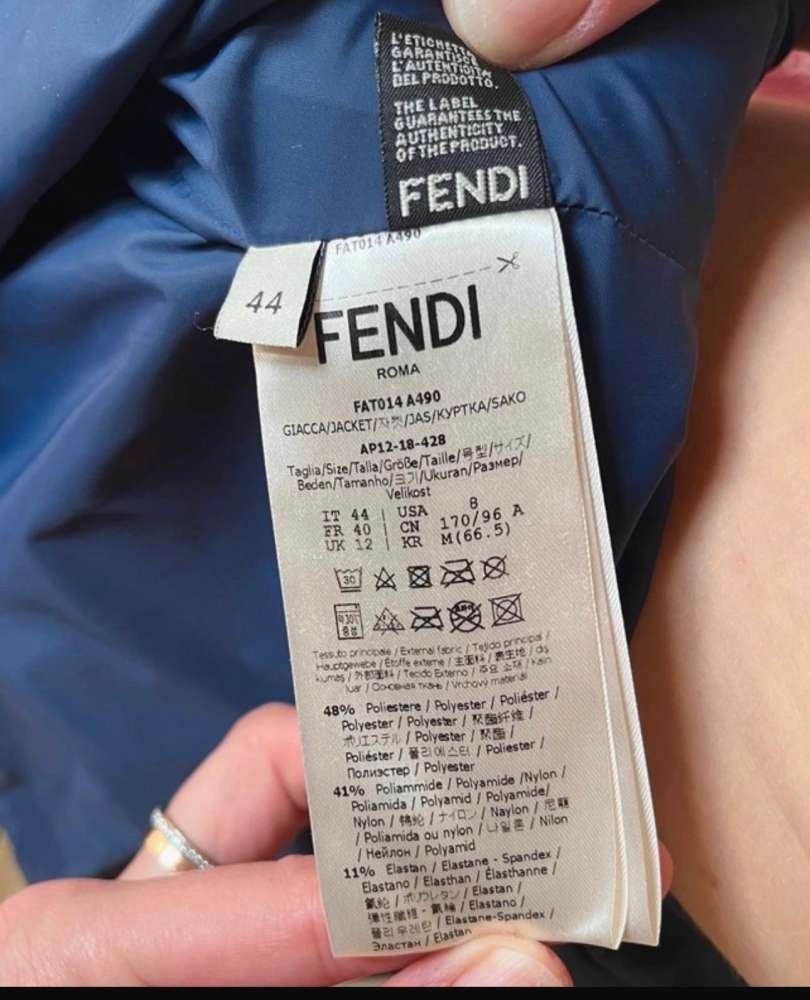 L'ETICHETTA
GARANTISCE
L'AUTENTICITÀ
DEL PRODOTTO.
THE LABEL
GUARANTEES THE
AUTHENTICITY
OF THE PRODUCT.
FENDI
FAT014 A490
44
FENDI
ROMA
FAT014 A490
GIACCA/JACKET/자켓/JAS/КУРТКА/SAKO
AP12-18-428
Taglia/Size/Talla/Größe/Taille/号型/サイズ/
Beden/Tamanho/크기/Ukuran/Размер/
Velikost
IT 44 | USA 8
FR 40 | CN 170/96 A
UK 12 | KR M(66.5)
30
약30℃
중성
Tessuto principale / External fabric / Tejido principal /
Hauptgewebe / Étoffe externe / 主面料 / 表生地 / dış
kumaş / 外部面料 / Tecido Externo / 주요 소재 / Kain
luar / Основная ткань / Vrchový materiál
48% Poliestere / Polyester / Poliéster /
Polyester / Polyester / 聚酯纤维 /
ポリエステル / Polyester / 聚酯 /
Poliéster / 폴리에스터 / Poliester /
Полиэстер / Polyester
41% Poliammide / Polyamide /Nylon /
Poliamida / Polyamid / Polyamide/
Nylon / 锦纶 / ナイロン / Naylon / 尼龍
/ Poliamida ou nylon / 나일론 / Nilon
/ Нейлон / Polyamid
11% Elastan / Elastane - Spandex /
Elastano / Elasthan / Élasthanne /
氨纶 / ポリウレタン / Elastan /
彈性纖維 - 氨綸 / Elastano /
폴리우레탄 / Elastane-Spandex /
Эластан / Elastan